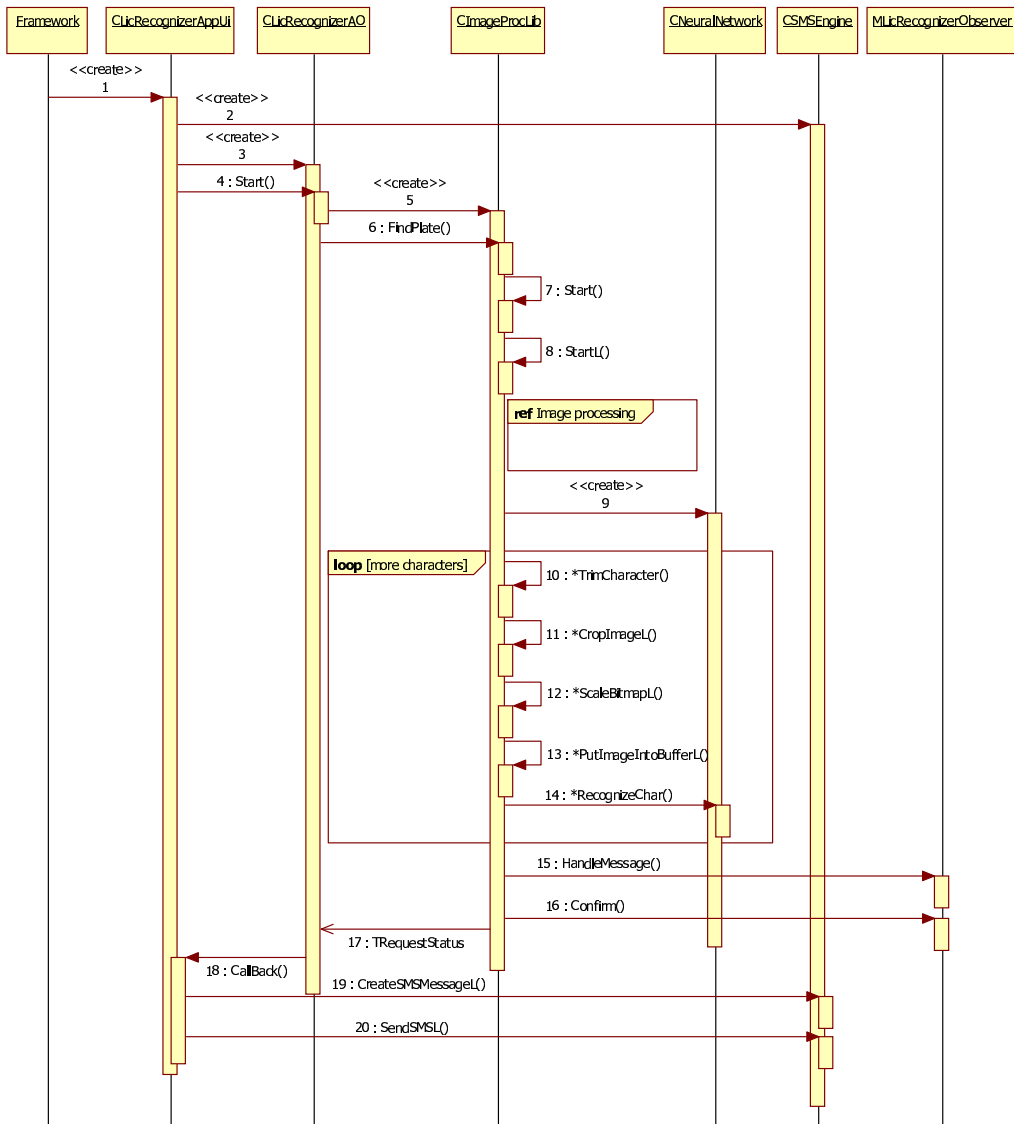 Framework
CLicRecognizerAppUi
CLicRecognizerAO
CImageProcLib
CNeuralNetwork
CSMSEngine
MLicRecognizerObserver
<<create>>
1
<<create>>
2
<<create>>
3
4 : Start()
<<create>>
5
6 : FindPlate()
7 : Start()
8 : StartL()
ref Image processing
<<create>>
9
loop [more characters]
10 : *TrimCharacter()
11 : *CropImageL()
12 : *ScaleBitmapL()
13 : *PutImageIntoBufferL()
14 : *RecognizeChar()
15 : HandleMessage()
16 : Confirm()
17 : TRequestStatus
18 : CallBack()
19 : CreateSMSMessageL()
20 : SendSMSL()